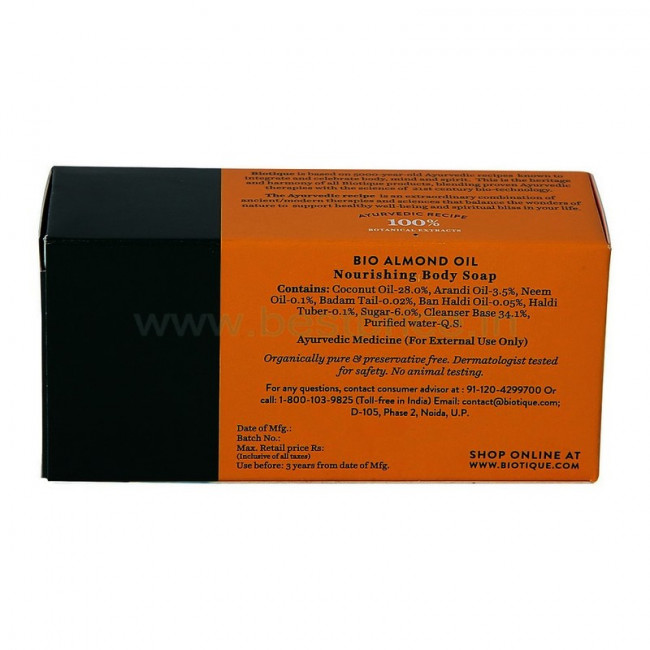 Biotique is based on 5000-year-old Ayurvedic recipes known to
integrate and celebrate body, mind and spirit. This is the heritage
and harmony of all Biotique products, blending proven Ayurvedic
therapies with the science of 21st century bio-technology.
The Ayurvedic recipe is an extraordinary combination of
ancient/modern therapies and sciences that balance the wonders of
nature to support healthy well-being and spiritual bliss in your life.
AYURVEDIC RECIPE
100%
BOTANICAL EXTRACTS
BIO ALMOND OIL
Nourishing Body Soap
Contains: Coconut Oil-28.0%, Arandi Oil-3.5%, Neem
Oil-0.1%, Badam Tail-0.02%, Ban Haldi Oil-0.05%, Haldi
Tuber-0.1%, Sugar-6.0%, Cleanser Base 34.1%,
Purified water-Q.S.
Ayurvedic Medicine (For External Use Only)
Organically pure & preservative free. Dermatologist tested
for safety. No animal testing.
For any questions, contact consumer advisor at : 91-120-4299700 Or
call: 1-800-103-9825 (Toll-free in India) Email: contact@biotique.com;
D-105, Phase 2, Noida, U.P.
Date of Mfg.:
Batch No.:
Max. Retail price Rs:
(Inclusive of all taxes)
Use before: 3 years from date of Mfg.
SHOP ONLINE AT
WWW.BIOTIQUE.COM